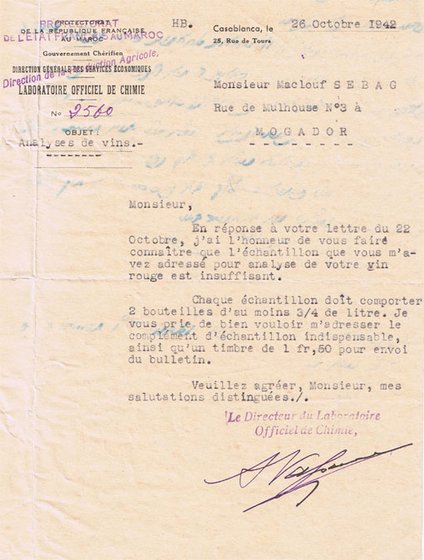 PROTECTORAT
DE LA RÉPUBLIQUE FRANÇAISE
DE L'ETAT FRANÇAIS AU MAROC
AU MAROC
Gouvernement Chérifien
DIRECTION GÉNÉRALE DES SERVICES ÉCONOMIQUES
Direction de la Production Agricole,
LABORATOIRE OFFICIEL DE CHIMIE
No 2560
OBJET:
Analyses de vins.-
HB.
Casablanca, le 26 Octobre 1942
25, Rue de Tours
Monsieur Maclouf SEBAG
Rue de Mulhouse N°3 à
MOGADOR
Monsieur,
En réponse à votre lettre du 22
Octobre, j'ai l'honneur de vous faire
connaître que l'échantillon que vous m'a-
vez adressé pour analyse de votre vin
rouge est insuffisant.
Chaque échantillon doit comporter
2 bouteilles d'au moins 3/4 de litre. Je
vous prie de bien vouloir m'adresser le
complément d'échantillon indispensable,
ainsi qu'un timbre de 1 fr,50 pour envoi
du bulletin.
Veuillez agréer, Monsieur, mes
salutations distinguées./.
Le Directeur du Laboratoire
Officiel de Chimie,